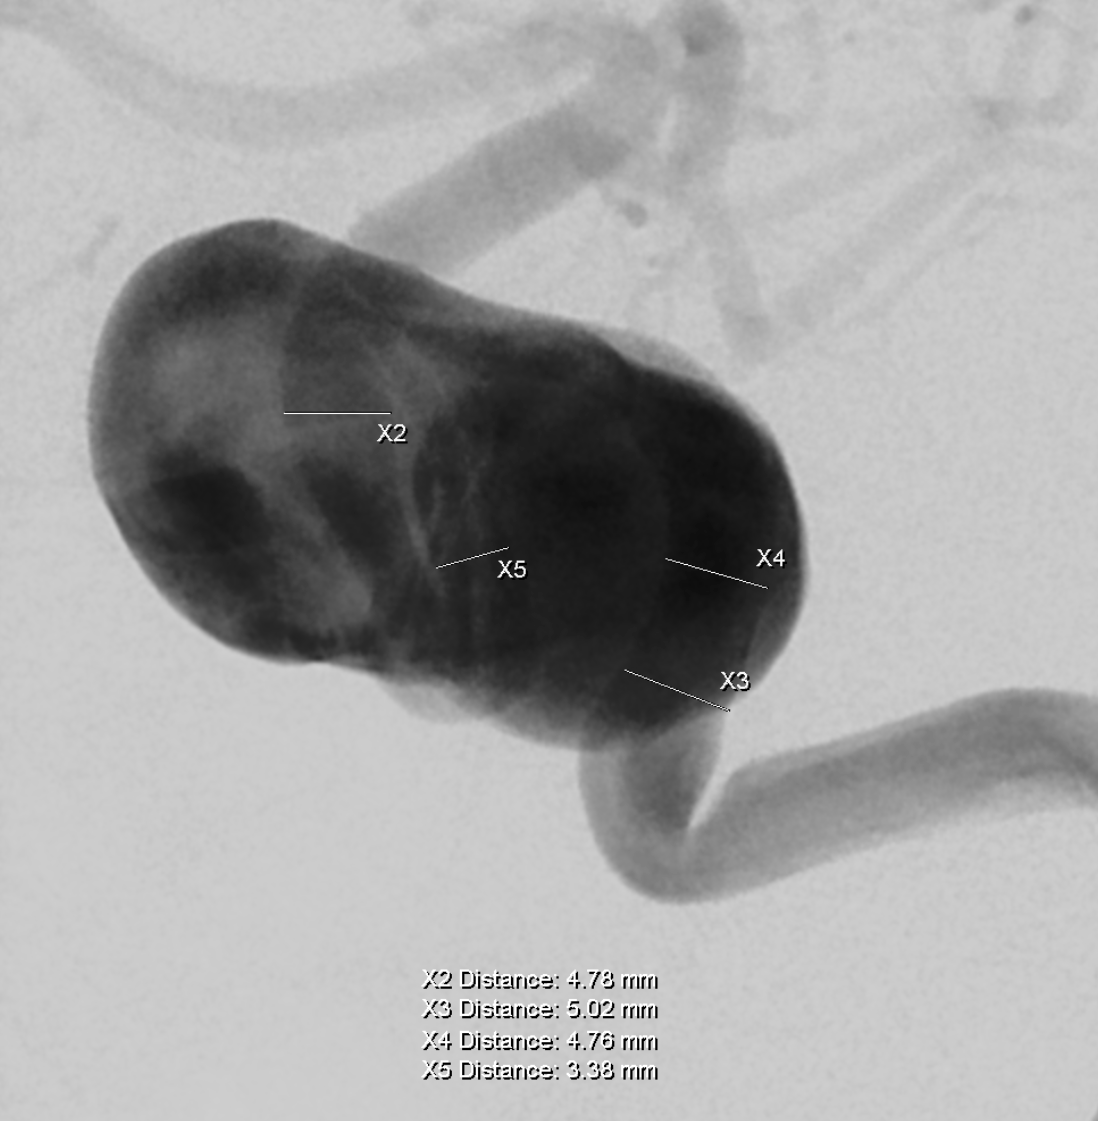 X2
X4
X5
X3
X2 Distance: 4.78 mm
X3 Distance: 5.02 mm
X4 Distance: 4.76 mm
X5 Distance: 3.38 mm